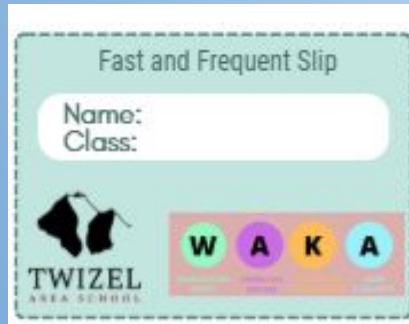 Fast and Frequent Slip
Name:
Class:
W A K A
TWIZEL
AREA SCHOOL